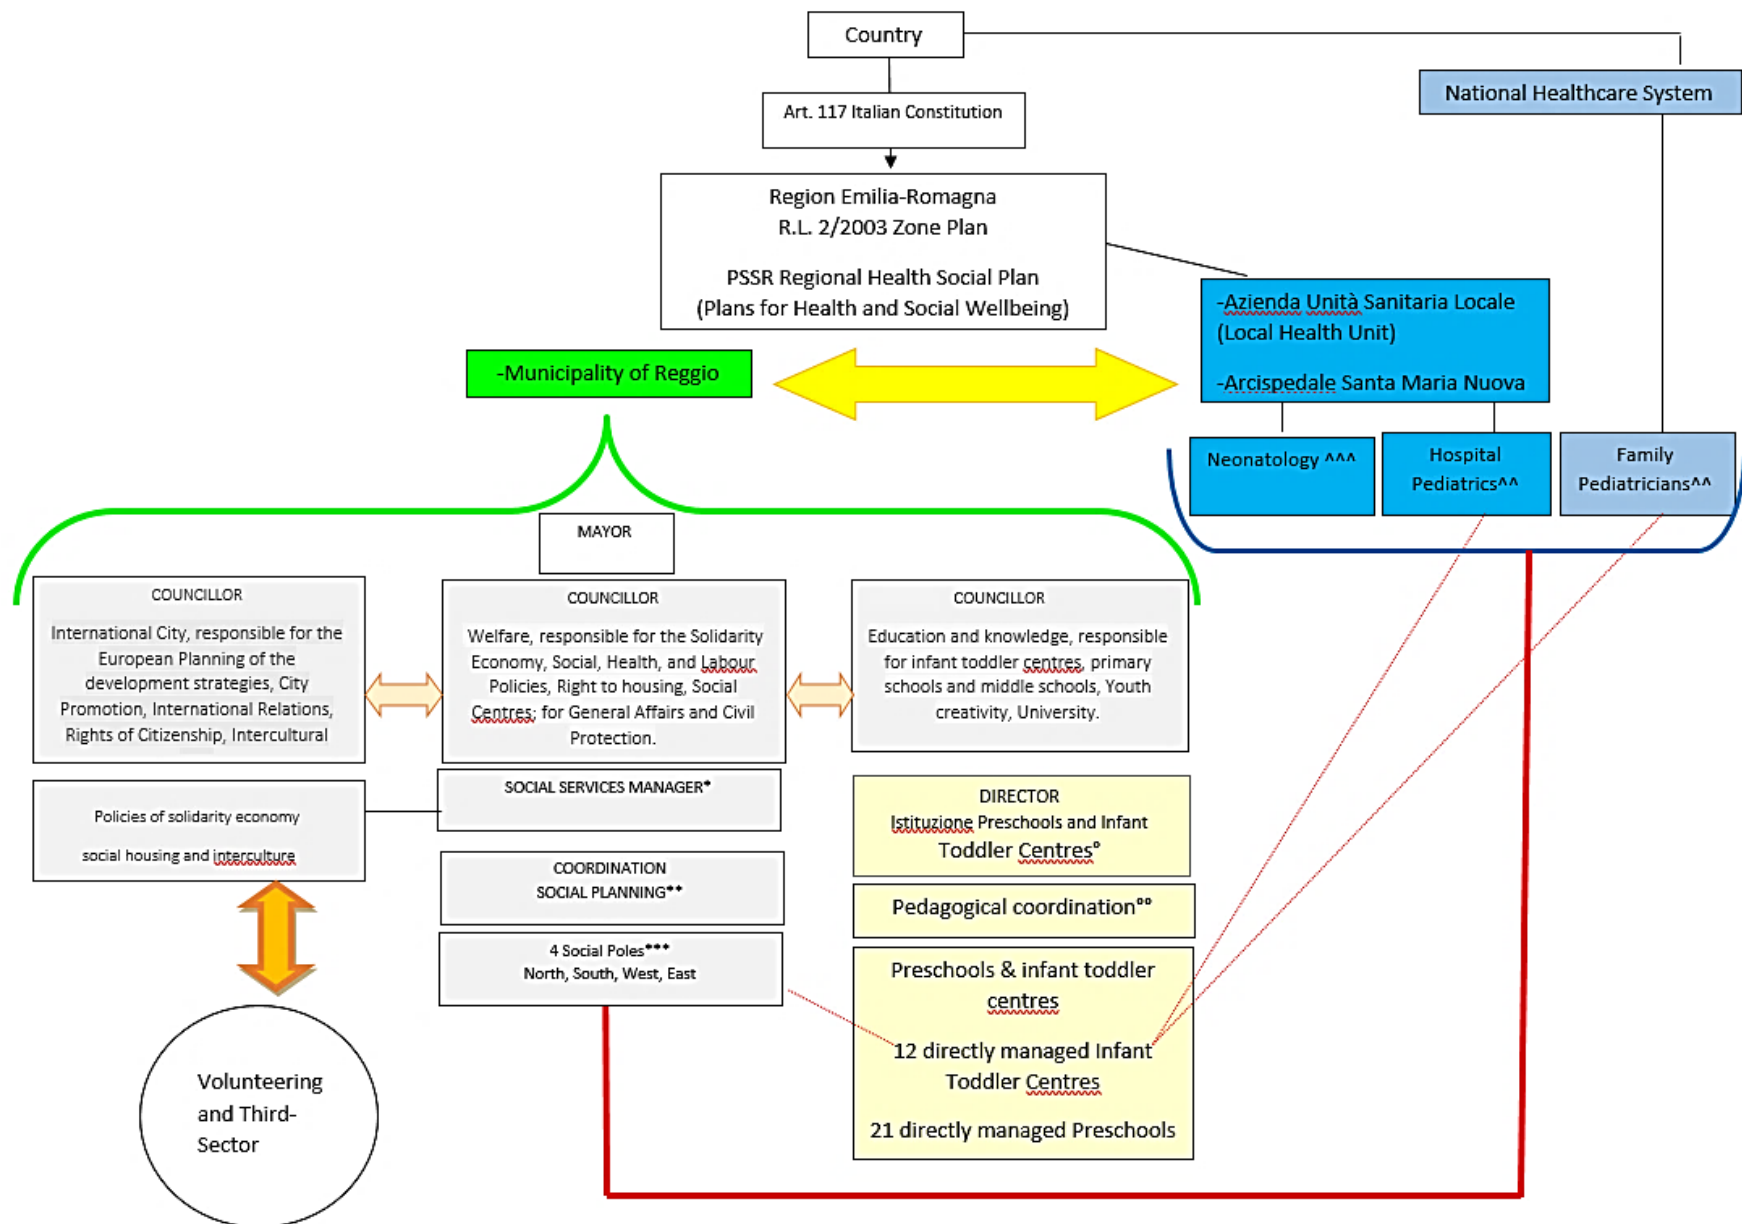 Country
National Healthcare System
Art. 117 Italian Constitution
Region Emilia-Romagna
R.L. 2/2003 Zone Plan
PSSR Regional Health Social Plan
(Plans for Health and Social Wellbeing)
-Azienda Unità Sanitaria Locale
(Local Health Unit)
-Arcispedale Santa Maria Nuova
-Municipality of Reggio
Neonatology ^^^
Hospital
Pediatrics^^
Family
Pediatricians^^
MAYOR
COUNCILLOR
International City, responsible for the
European Planning of the
development strategies, City
Promotion, International Relations,
Rights of Citizenship, Intercultural
COUNCILLOR
Welfare, responsible for the Solidarity
Economy, Social, Health, and Labour
Policies, Right to housing, Social
Centres; for General Affairs and Civil
Protection.
COUNCILLOR
Education and knowledge, responsible
for infant toddler centres, primary
schools and middle schools, Youth
creativity, University.
Policies of solidarity economy
social housing and interculture
SOCIAL SERVICES MANAGER*
COORDINATION
SOCIAL PLANNING**
4 Social Poles***
North, South, West, East
DIRECTOR
Istituzione Preschools and Infant
Toddler Centres°
Pedagogical coordination°°
Preschools & infant toddler
centres
12 directly managed Infant
Toddler Centres
21 directly managed Preschools
Volunteering
and Third-
Sector